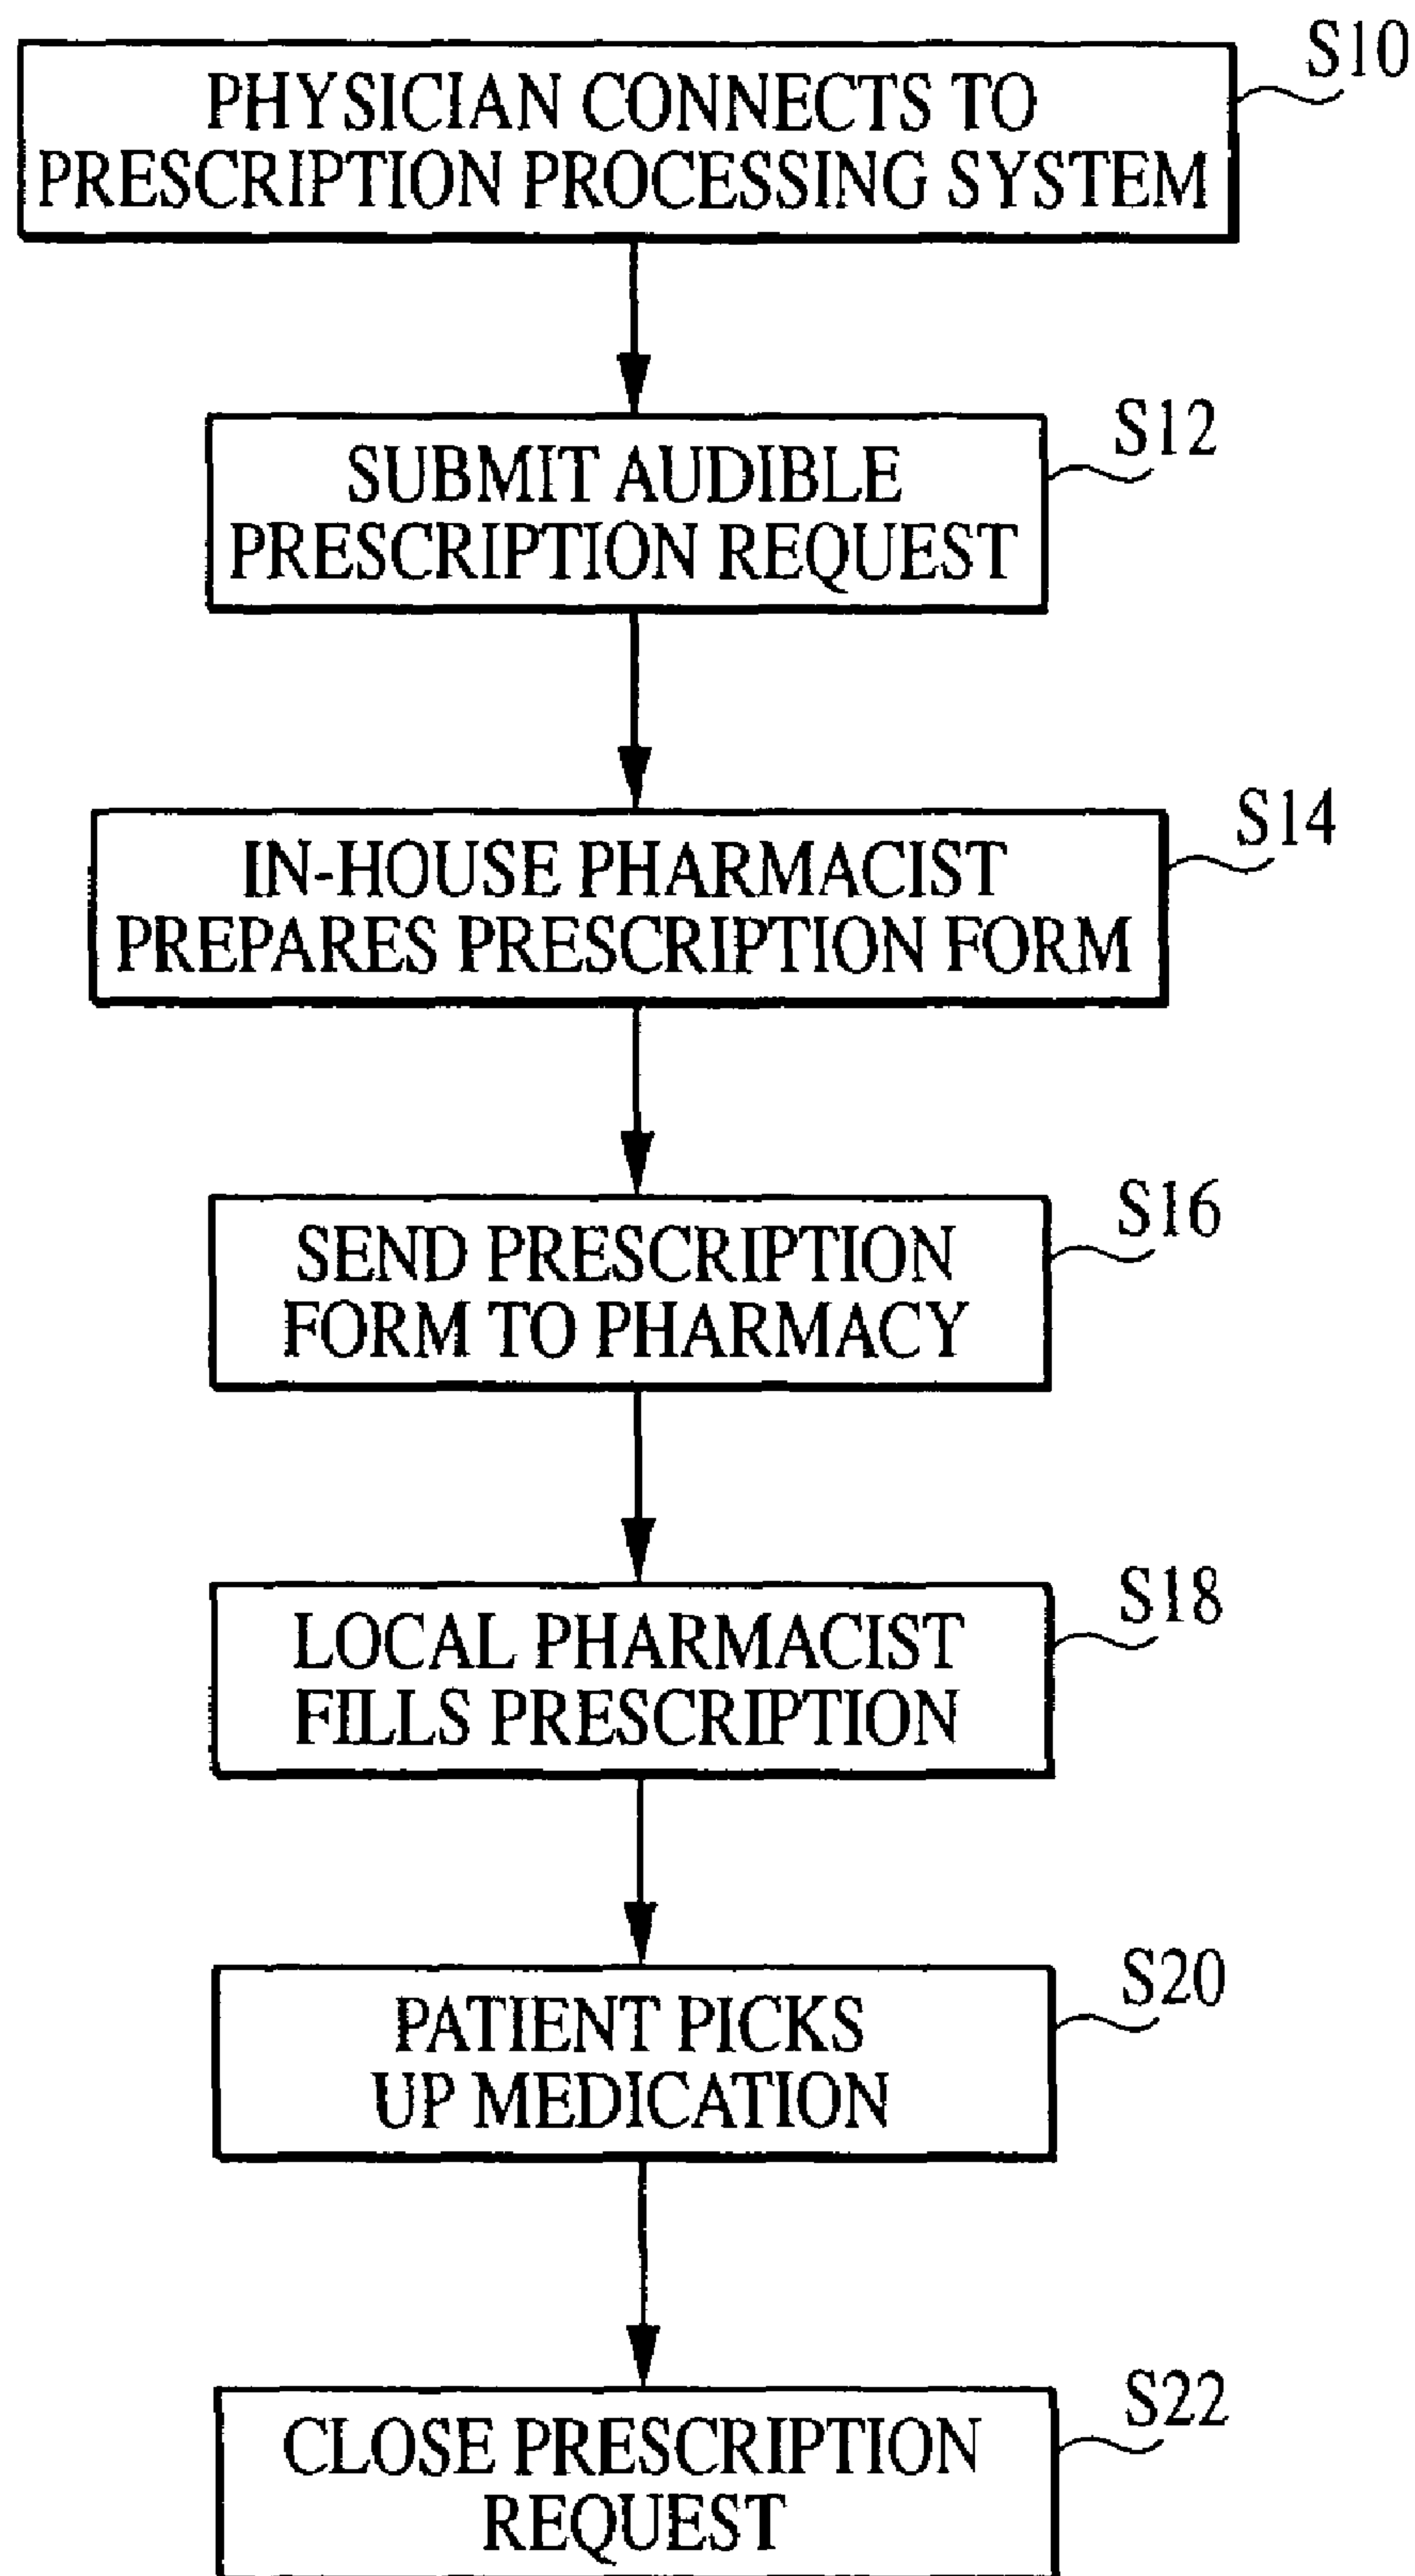 S10
PHYSICIAN CONNECTS TO
PRESCRIPTION PROCESSING SYSTEM
S12
SUBMIT AUDIBLE
PRESCRIPTION REQUEST
S14
IN-HOUSE PHARMACIST
PREPARES PRESCRIPTION FORM
S16
SEND PRESCRIPTION
FORM TO PHARMACY
S18
LOCAL PHARMACIST
FILLS PRESCRIPTION
S20
PATIENT PICKS
UP MEDICATION
S22
CLOSE PRESCRIPTION
REQUEST